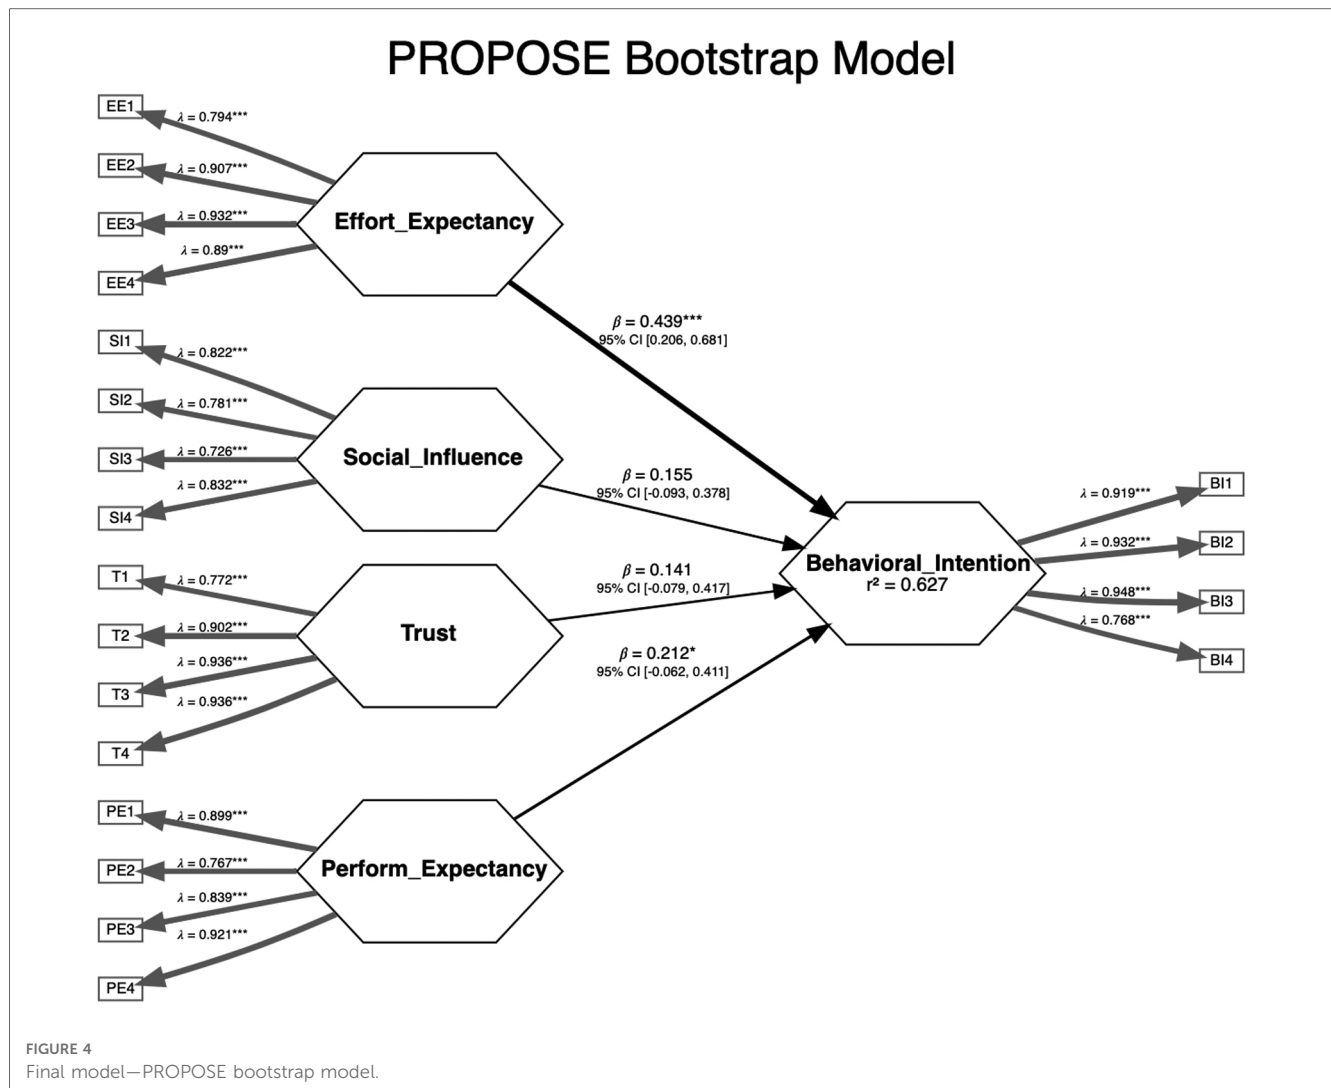 PROPOSE Bootstrap Model
EE1
λ = 0.794***
EE2
λ = 0.907***
EE3
λ = 0.932***
EE4
λ = 0.89***
Effort_Expectancy
SI1
λ = 0.822***
SI2
λ = 0.781***
SI3
λ = 0.726***
SI4
λ = 0.832***
Social_Influence
T1
λ = 0.772***
T2
λ = 0.902***
T3
λ = 0.936***
T4
λ = 0.936***
Trust
PE1
λ = 0.899***
PE2
λ = 0.767***
PE3
λ = 0.839***
PE4
λ = 0.921***
Perform_Expectancy
β = 0.439***
95% CI [0.206, 0.681]
β = 0.155
95% CI [-0.093, 0.378]
β = 0.141
95% CI [-0.079, 0.417]
β = 0.212*
95% CI [-0.062, 0.411]
Behavioral_Intention
r² = 0.627
λ = 0.919***
BI1
λ = 0.932***
BI2
λ = 0.948***
BI3
λ = 0.768***
BI4
FIGURE 4
Final model—PROPOSE bootstrap model.